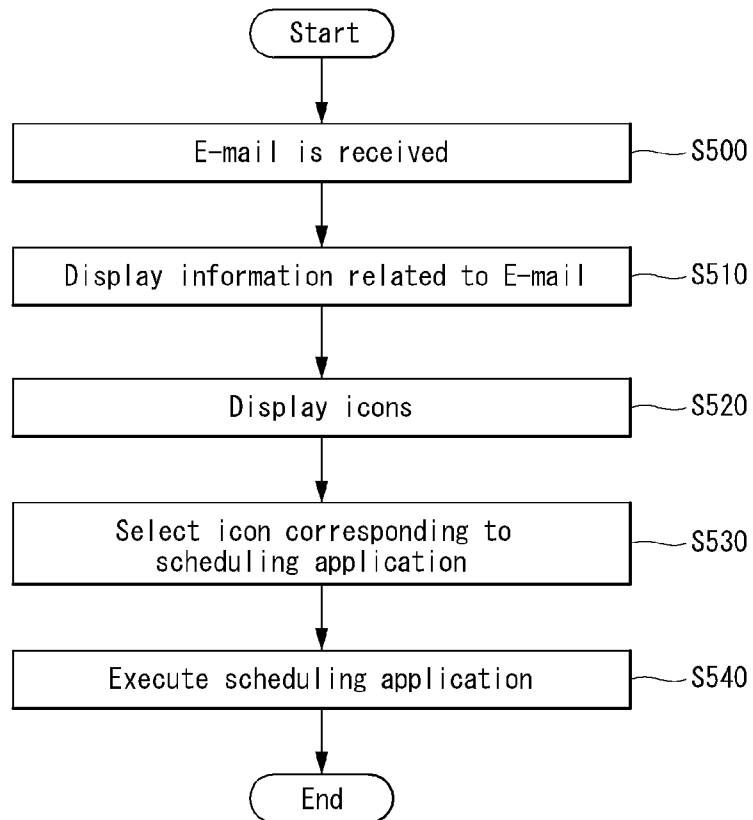 Start
E-mail is received
S500
Display information related to E-mail
S510
Display icons
S520
Select icon corresponding to
scheduling application
S530
Execute scheduling application
S540
End